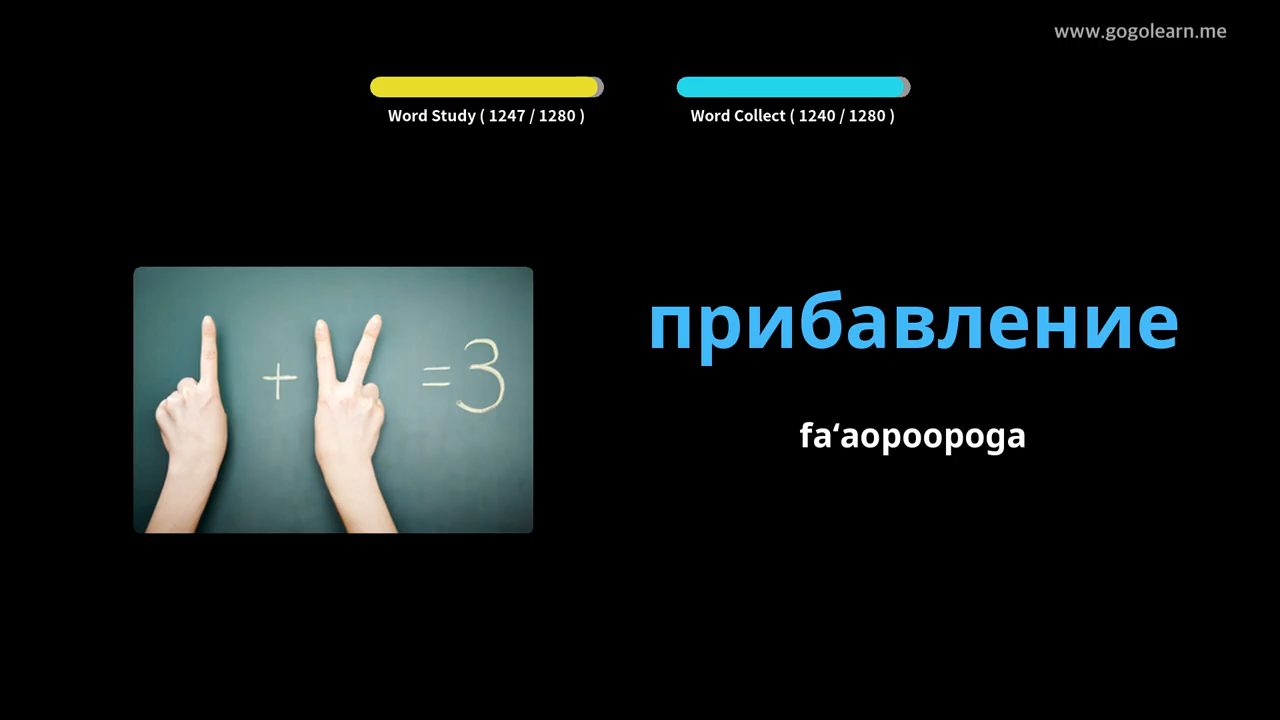 www.gogolearn.me
Word Study ( 1247 / 1280 )
Word Collect ( 1240 / 1280 )
+ =3
прибавление
fa‘aopoopoga